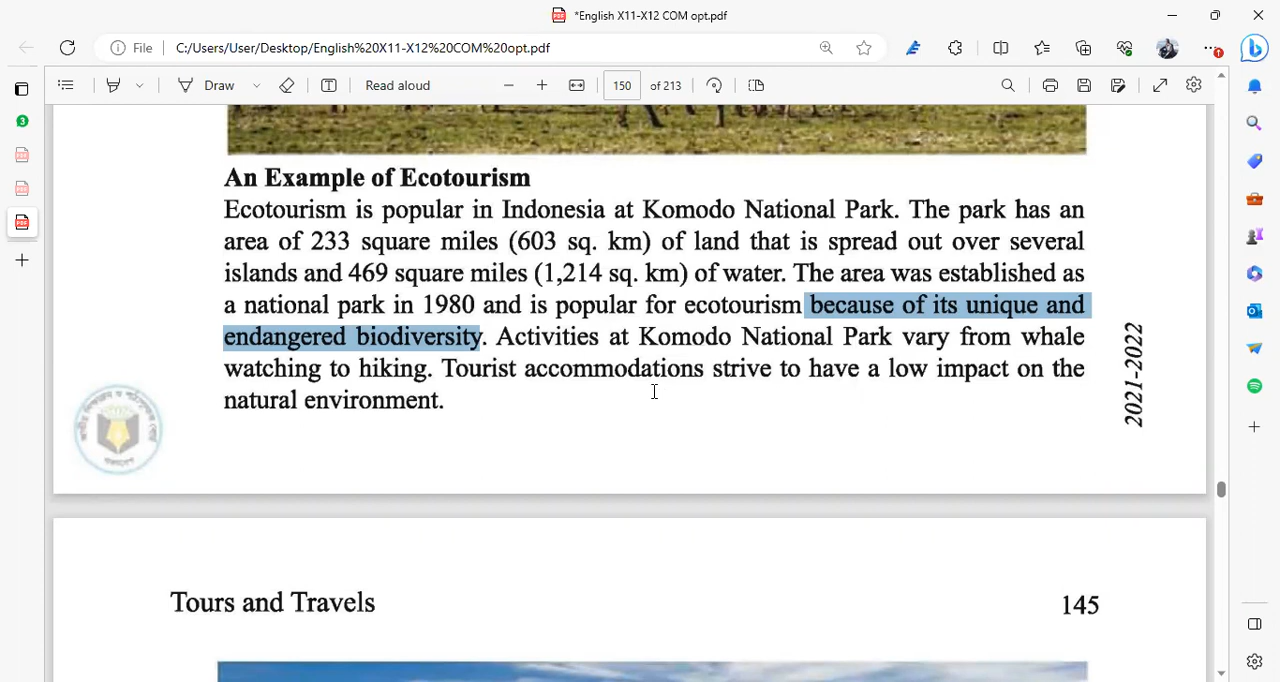 *English X11-X12 COM opt.pdf
File
C:/Users/User/Desktop/English%20X11-X12%20COM%20opt.pdf
Draw
Read aloud
150 of 213
An Example of Ecotourism
Ecotourism is popular in Indonesia at Komodo National Park. The park has an
area of 233 square miles (603 sq. km) of land that is spread out over several
islands and 469 square miles (1,214 sq. km) of water. The area was established as
a national park in 1980 and is popular for ecotourism because of its unique and
endangered biodiversity. Activities at Komodo National Park vary from whale
watching to hiking. Tourist accommodations strive to have a low impact on the
natural environment.
2021-2022
Tours and Travels
145